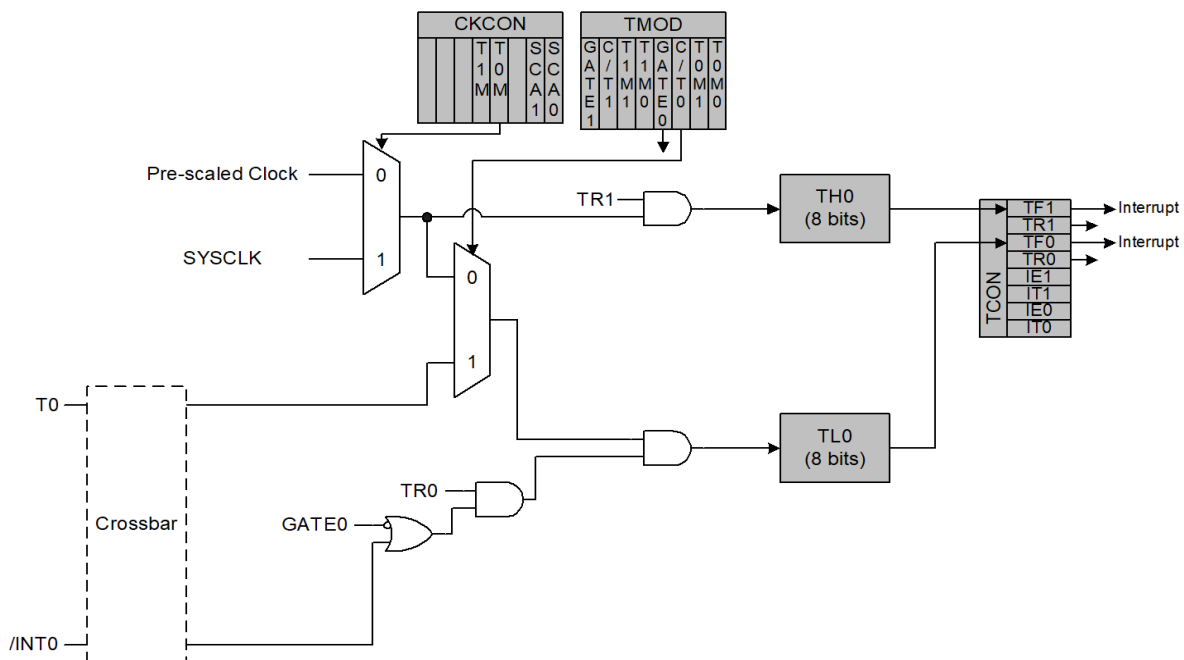 CKCON
T1M
T0M
SCA1
SCA0
TMOD
GATE1
C/T1
T1M1
T1M0
GATE0
C/T0
T0M1
T0M0
Pre-scaled Clock
0
SYSCLK
1
TR1
TH0
(8 bits)
0
1
TCON
TF1
TR1
TF0
TR0
IE1
IT1
IE0
IT0
Interrupt
Interrupt
T0
Crossbar
/INT0
TR0
GATE0
TL0
(8 bits)